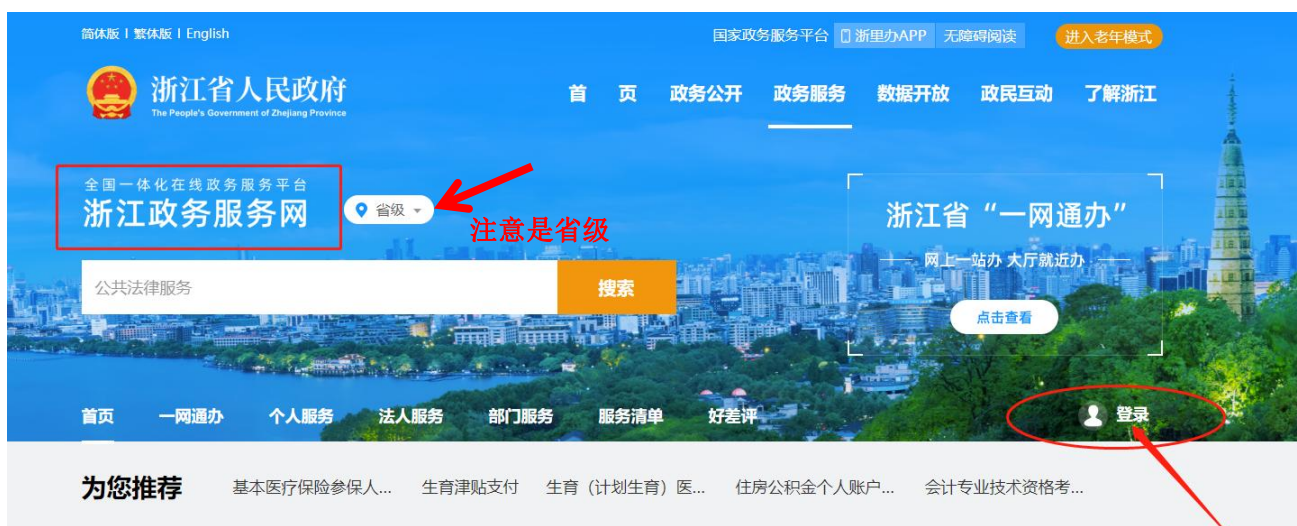 简体版 | 繁体版 | English
国家政务服务平台 浙里办APP 无障碍阅读 进入老年模式
浙江省人民政府
The People's Government of Zhejiang Province
首 页 政务公开 政务服务 数据开放 政民互动 了解浙江
全国一体化在线政务服务平台
浙江政务服务网
省级
注意是省级
浙江省“一网通办”
网上一站办 大厅就近办
公共法律服务
搜索
点击查看
首页 一网通办 个人服务 法人服务 部门服务 服务清单 好差评 登录
为您推荐 基本医疗保险参保人... 生育津贴支付 生育（计划生育）医... 住房公积金个人账户... 会计专业技术资格考...